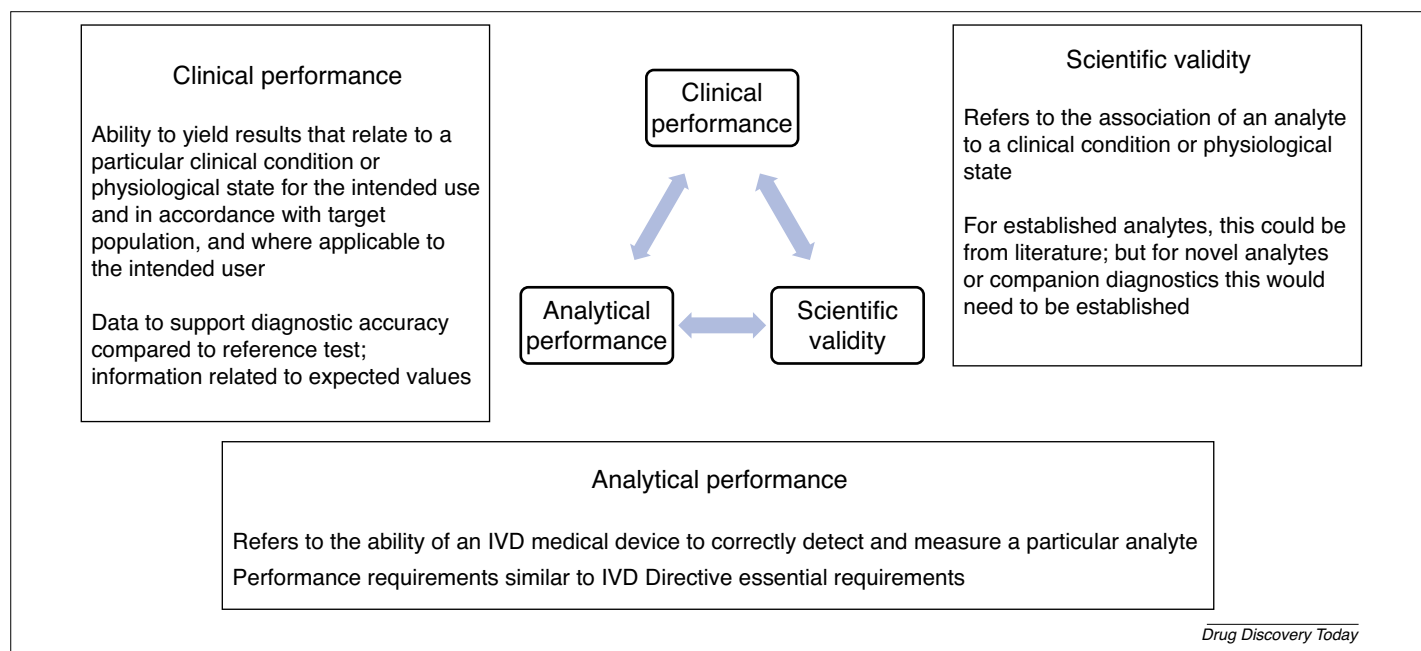 Clinical performance
Ability to yield results that relate to a
particular clinical condition or
physiological state for the intended use
and in accordance with target
population, and where applicable to
the intended user
Data to support diagnostic accuracy
compared to reference test;
information related to expected values
Clinical
performance
Analytical
performance
Scientific
validity
Scientific validity
Refers to the association of an analyte
to a clinical condition or physiological
state
For established analytes, this could be
from literature; but for novel analytes
or companion diagnostics this would
need to be established
Analytical performance
Refers to the ability of an IVD medical device to correctly detect and measure a particular analyte
Performance requirements similar to IVD Directive essential requirements
Drug Discovery Today